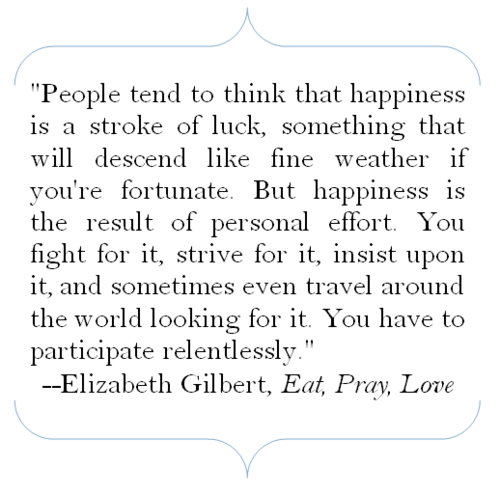 "People tend to think that happiness
is a stroke of luck, something that
will descend like fine weather if
you're fortunate. But happiness is
the result of personal effort. You
fight for it, strive for it, insist upon
it, and sometimes even travel around
the world looking for it. You have to
participate relentlessly."
--Elizabeth Gilbert, Eat, Pray, Love